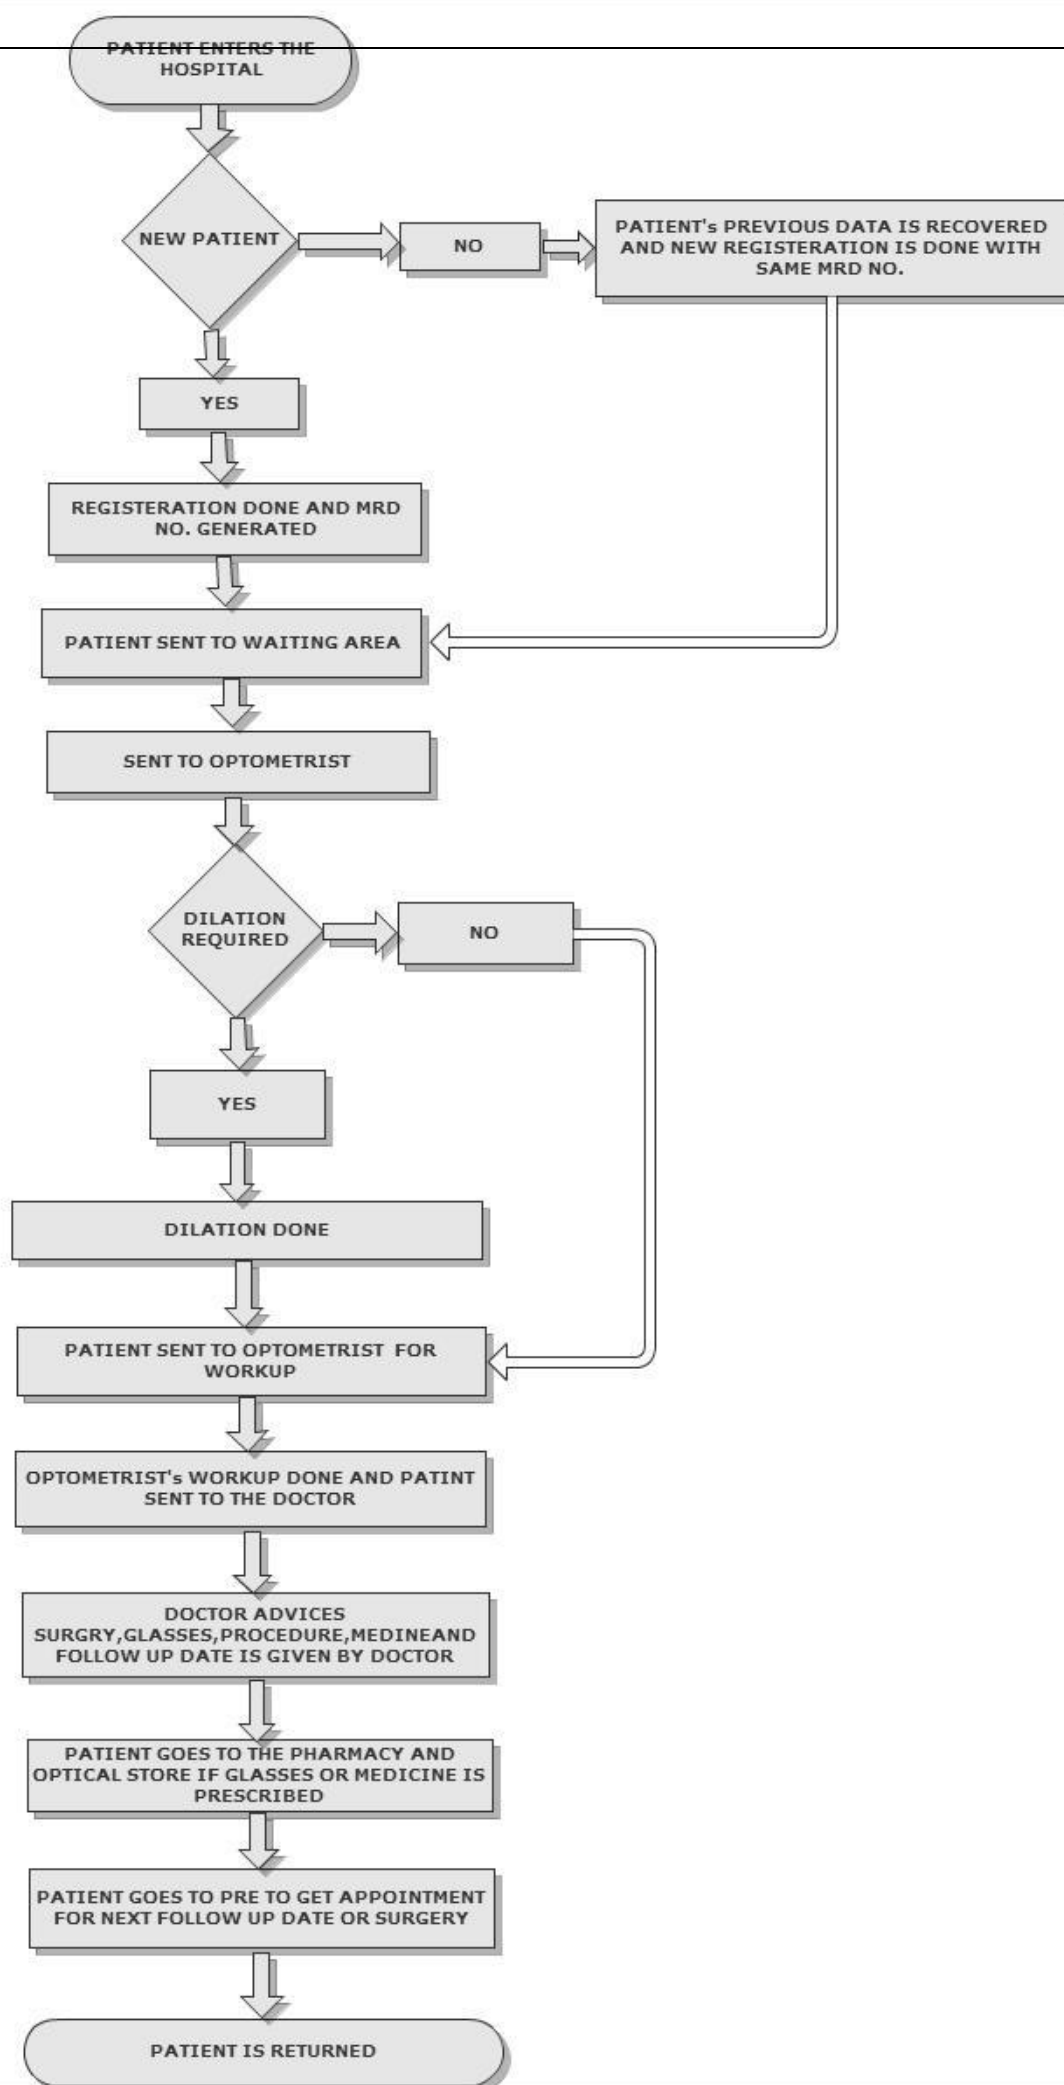 PATIENT ENTERS THE
HOSPITAL
NEW PATIENT
NO
PATIENT's PREVIOUS DATA IS RECOVERED
AND NEW REGISTERATION IS DONE WITH
SAME MRD NO.
YES
REGISTERATION DONE AND MRD
NO. GENERATED
PATIENT SENT TO WAITING AREA
SENT TO OPTOMETRIST
DILATION
REQUIRED
NO
YES
DILATION DONE
PATIENT SENT TO OPTOMETRIST FOR
WORKUP
OPTOMETRIST's WORKUP DONE AND PATINT
SENT TO THE DOCTOR
DOCTOR ADVICES
SURGRY,GLASSES,PROCEDURE,MEDINEAND
FOLLOW UP DATE IS GIVEN BY DOCTOR
PATIENT GOES TO THE PHARMACY AND
OPTICAL STORE IF GLASSES OR MEDICINE IS
PRESCRIBED
PATIENT GOES TO PRE TO GET APPOINTMENT
FOR NEXT FOLLOW UP DATE OR SURGERY
PATIENT IS RETURNED